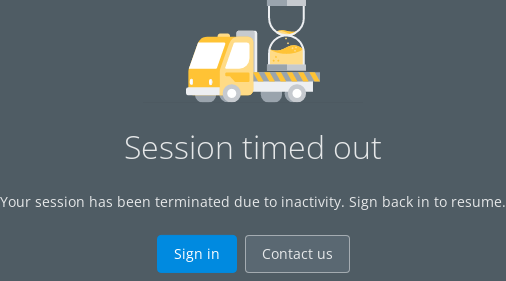 Session timed out
Your session has been terminated due to inactivity. Sign back in to resume.
Sign in
Contact us